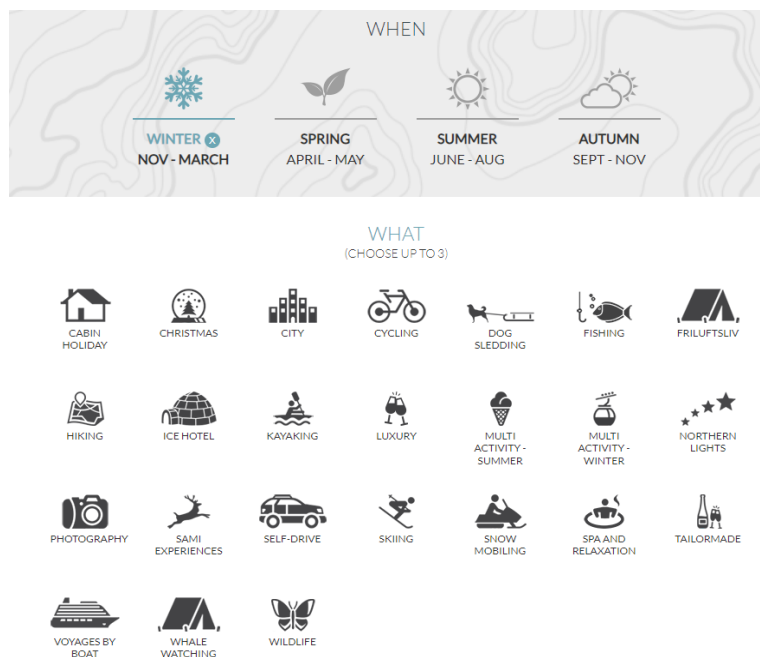 WHEN
WINTER X
NOV - MARCH
SPRING
APRIL - MAY
SUMMER
JUNE - AUG
AUTUMN
SEPT - NOV
WHAT
(CHOOSE UP TO 3)
CABIN
HOLIDAY
CHRISTMAS
CITY
CYCLING
DOG
SLEDDING
FISHING
FRILUFTSLIV
HIKING
ICE HOTEL
KAYAKING
LUXURY
MULTI
ACTIVITY -
SUMMER
MULTI
ACTIVITY -
WINTER
NORTHERN
LIGHTS
PHOTOGRAPHY
SAMI
EXPERIENCES
SELF-DRIVE
SKIING
SNOW
MOBILING
SPA AND
RELAXATION
TAILORMADE
VOYAGES BY
BOAT
WHALE
WATCHING
WILDLIFE